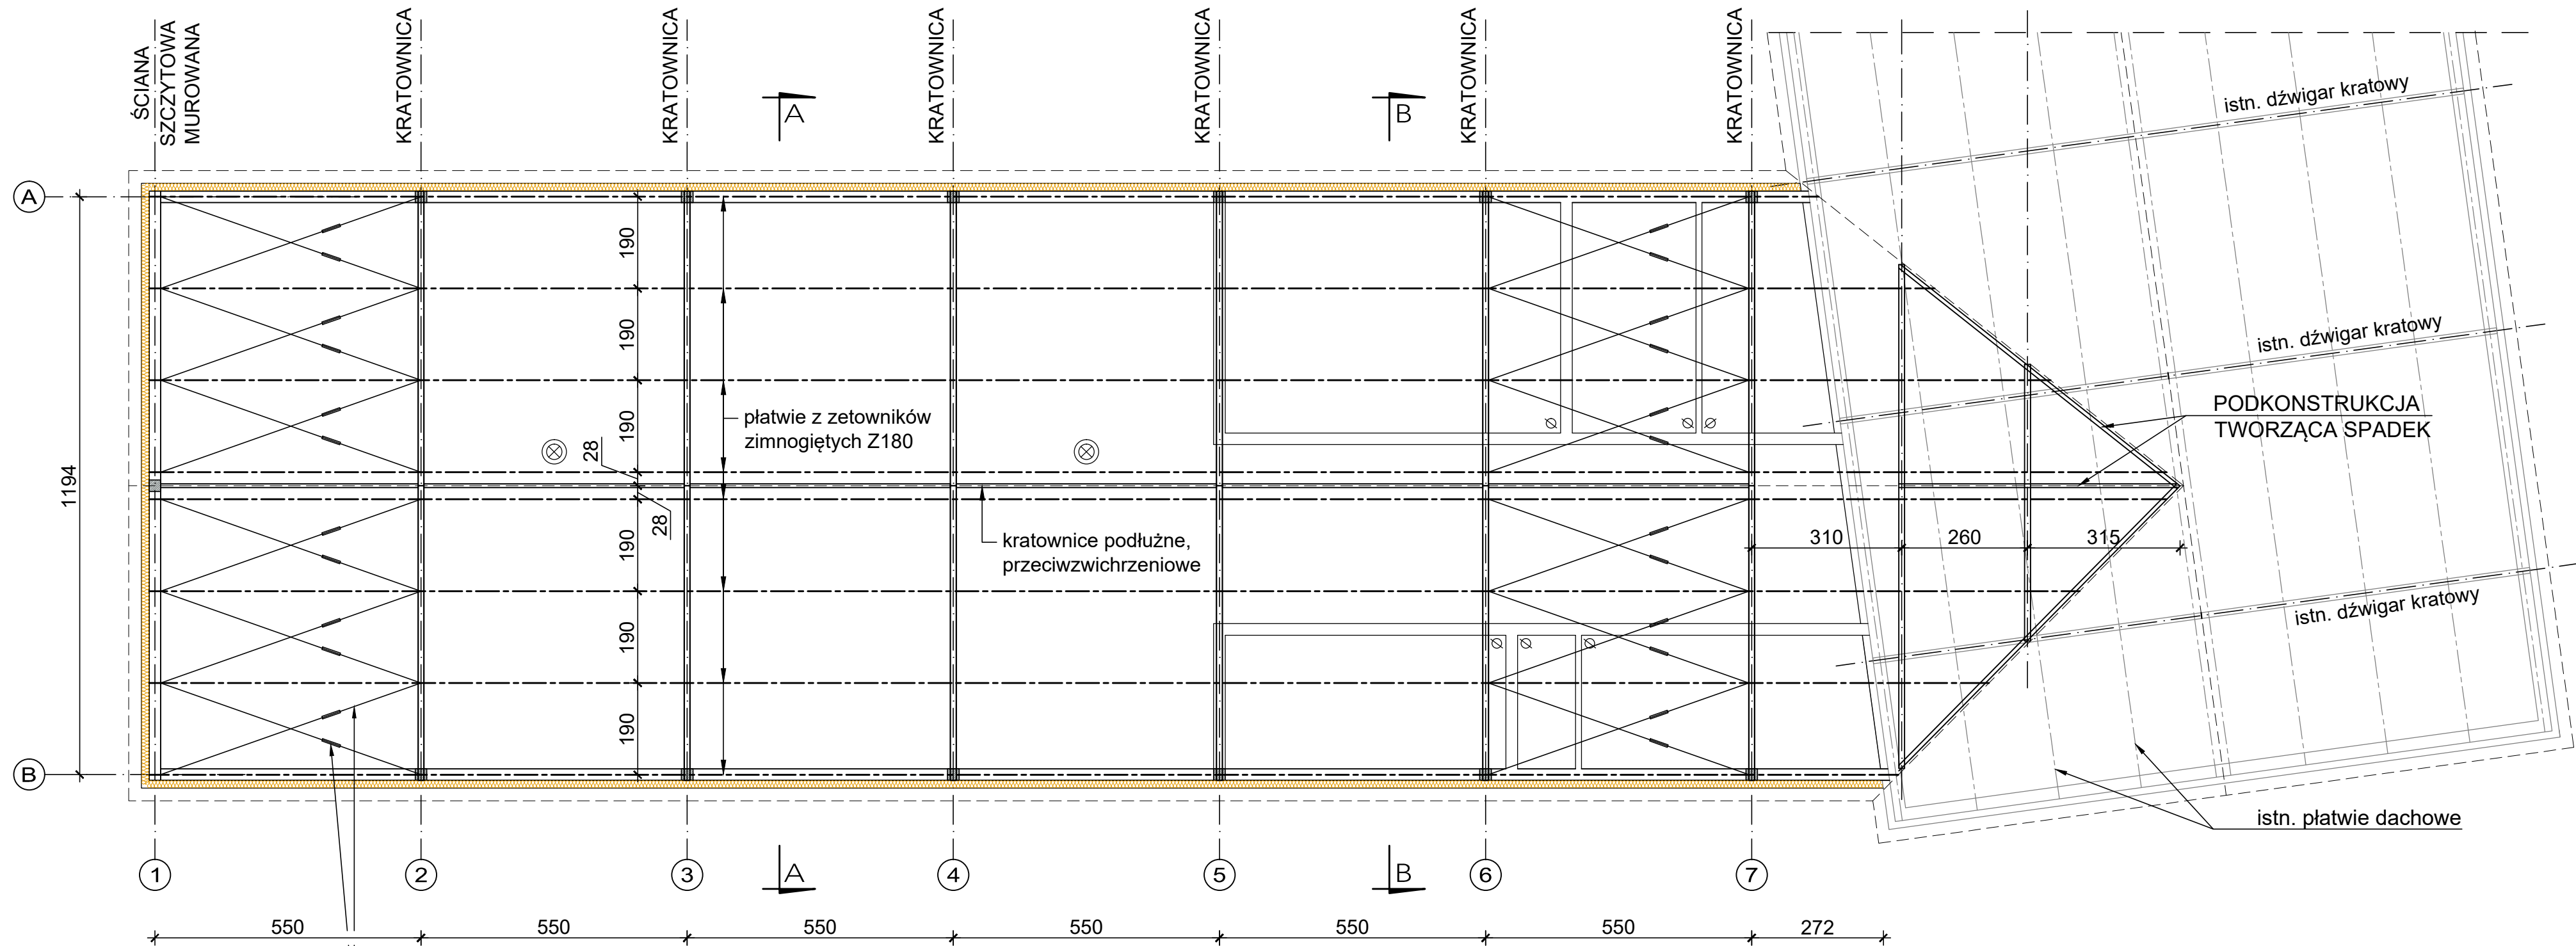 ŚCIANA
SZCZYTOWA
MUROWANA
KRATOWNICA
KRATOWNICA
KRATOWNICA
KRATOWNICA
KRATOWNICA
KRATOWNICA
A
B
istn. dźwigar kratowy
A
190
190
istn. dźwigar kratowy
190
płatwie z zetowników
zimnogiętych Z180
PODKONSTRUKCJA
TWORZĄCA SPADEK
28
1194
28
190
kratownice podłużne,
przeciwzwichrzeniowe
310
260
315
istn. dźwigar kratowy
190
190
B
istn. płatwie dachowe
1
2
3
A
4
5
B
6
7
550
550
550
550
550
550
272